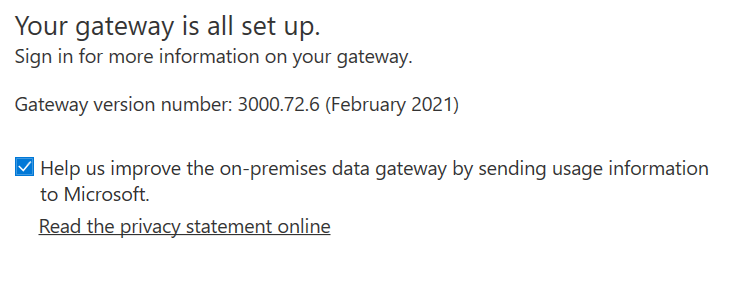 Your gateway is all set up.
Sign in for more information on your gateway.
Gateway version number: 3000.72.6 (February 2021)
Help us improve the on-premises data gateway by sending usage information
to Microsoft.
Read the privacy statement online